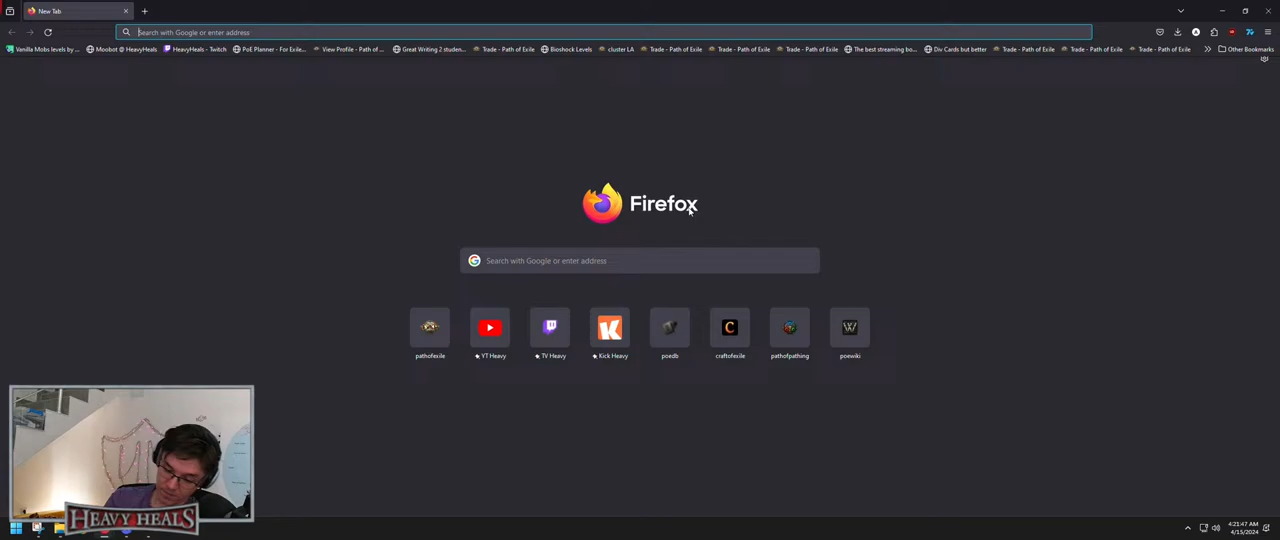 New Tab
Search with Google or enter address
Vanilla Mobs levels by ...
Moobot @ HeavyHeals
HeavyHeals - Twitch
PoE Planner - For Exile...
View Profile - Path of ...
Great Writing 2 studen...
Trade - Path of Exile
Bioshock Levels
Trade - Path of Exile
cluster LA
Trade - Path of Exile
Trade - Path of Exile
Trade - Path of Exile
The best streaming bo...
Div Cards but better
Trade - Path of Exile
Trade - Path of Exile
Trade - Path of Exile
Other Bookmarks
Firefox
Search with Google or enter address
pathofexile
YT Heavy
TV Heavy
Kick Heavy
poedb
craftofexile
pathofpathing
poewiki
HEAVY HEALS
4:21:47 AM
4/15/2024